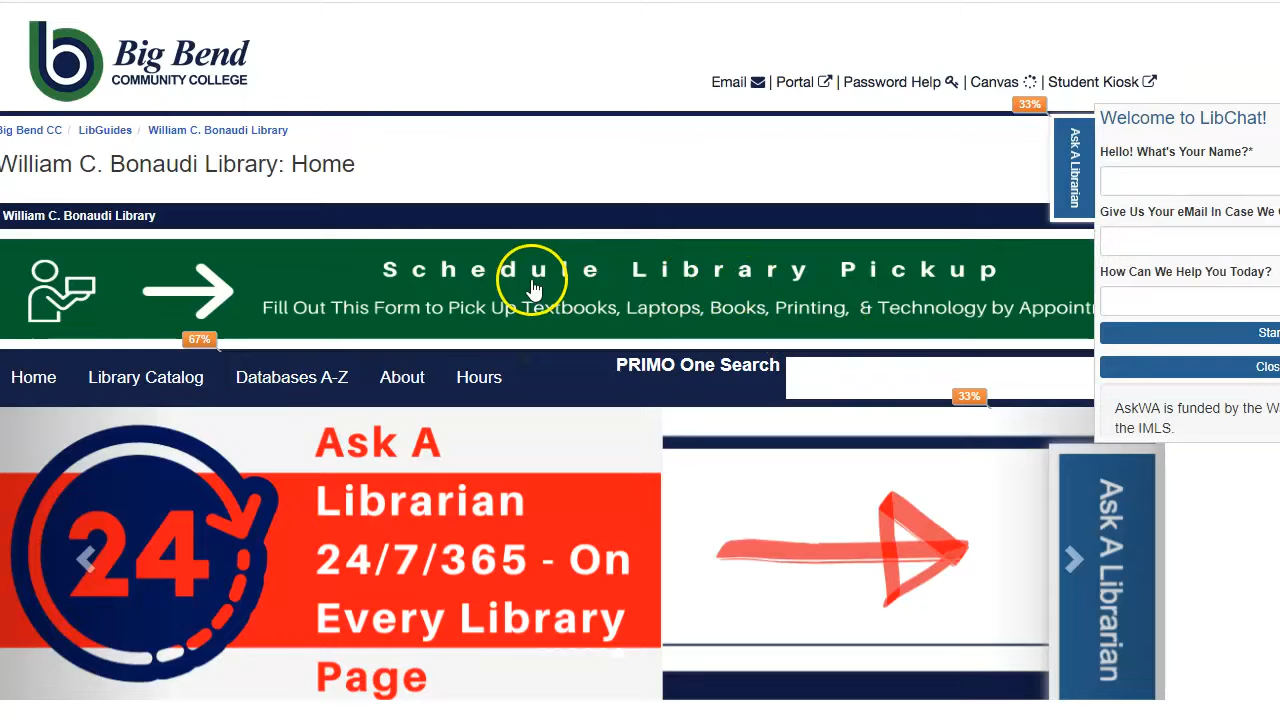 Big Bend
COMMUNITY COLLEGE
Email | Portal | Password Help | Canvas | Student Kiosk
33%
Big Bend CC / LibGuides / William C. Bonaudi Library
William C. Bonaudi Library: Home
William C. Bonaudi Library
Ask A Librarian
Welcome to LibChat!
Hello! What's Your Name?*
Give Us Your eMail In Case We
How Can We Help You Today?
Star
Clos
AskWA is funded by the W
the IMLS.
Schedule Library Pickup
Fill Out This Form to Pick Up Textbooks, Laptops, Books, Printing, & Technology by Appoint
67%
Home Library Catalog Databases A-Z About Hours
PRIMO One Search
33%
24
Ask A
Librarian
24/7/365 - On
Every Library
Page
Ask A Librarian